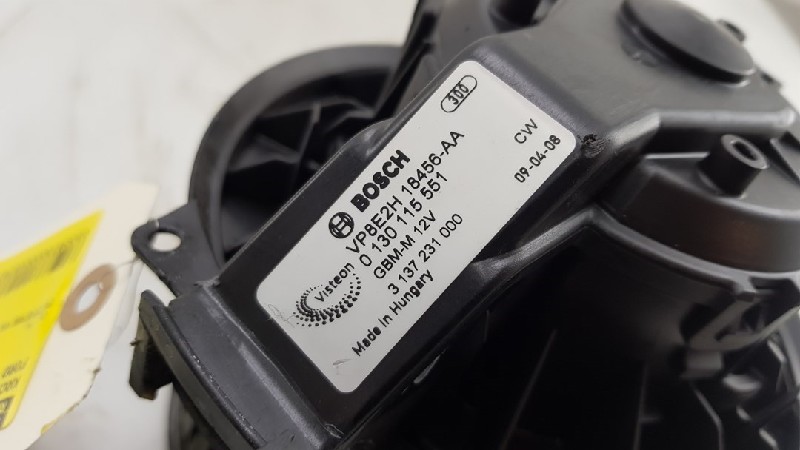 300
BOSCH
VP8E2H 18456-AA
0 130 115 551
GBM-M 12V
3 137 231 000
Made in Hungary
Visteon
CW
09-04-08
FORD